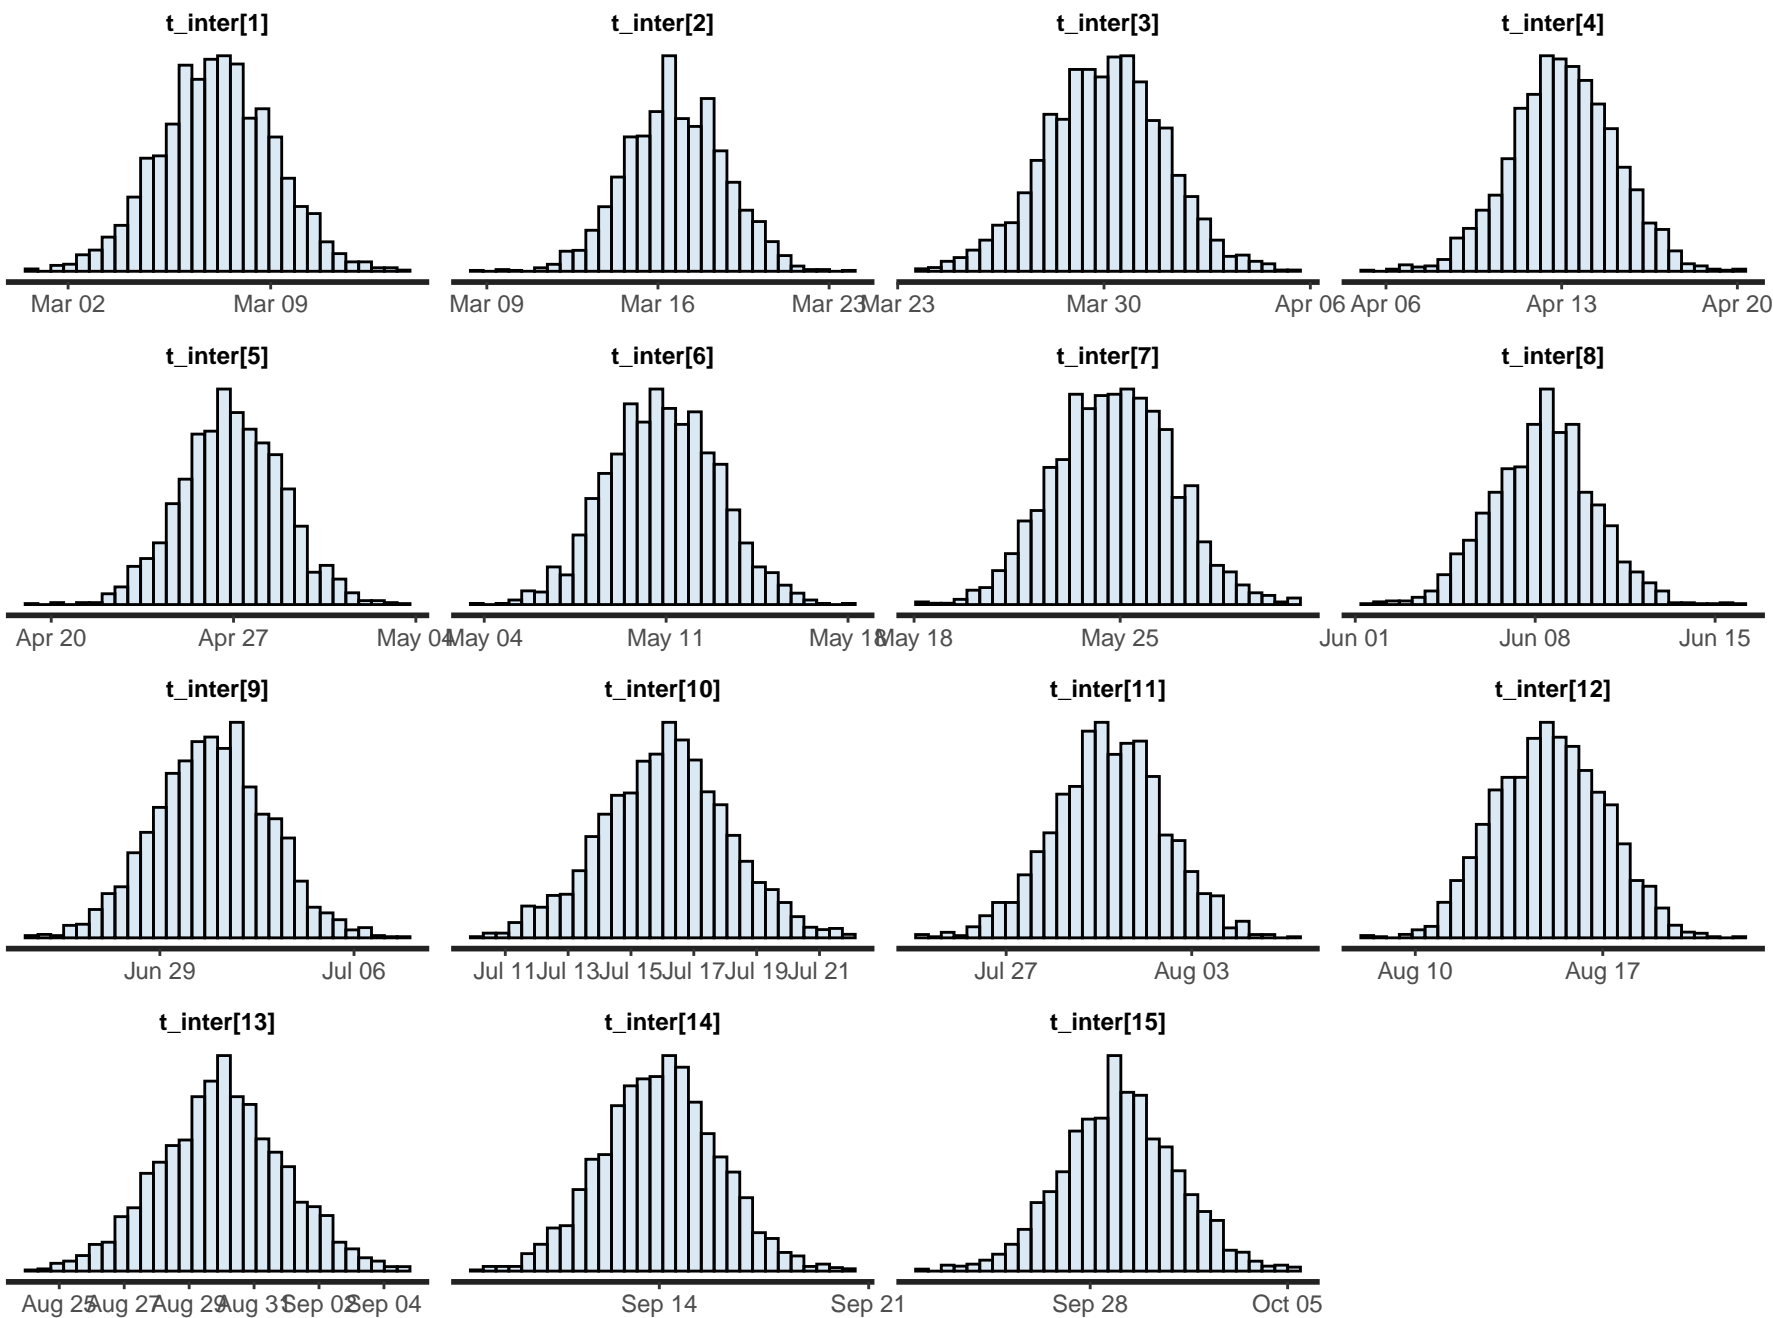 t_inter[1] t_inter[2] t_inter[3] t_inter[4]
Mar 02 Mar 09 Mar 09 Mar 16 Mar 23 Mar 23 Mar 30 Apr 06 Apr 06 Apr 13 Apr 20
t_inter[5] t_inter[6] t_inter[7] t_inter[8]
Apr 20 Apr 27 May 04 May 04 May 11 May 18 May 18 May 25 Jun 01 Jun 08 Jun 15
t_inter[9] t_inter[10] t_inter[11] t_inter[12]
Jun 29 Jul 06 Jul 11 Jul 13 Jul 15 Jul 17 Jul 19 Jul 21 Jul 27 Aug 03 Aug 10 Aug 17
t_inter[13] t_inter[14] t_inter[15]
Aug 25 Aug 27 Aug 29 Aug 31 Sep 02 Sep 04 Sep 14 Sep 21 Sep 28 Oct 05